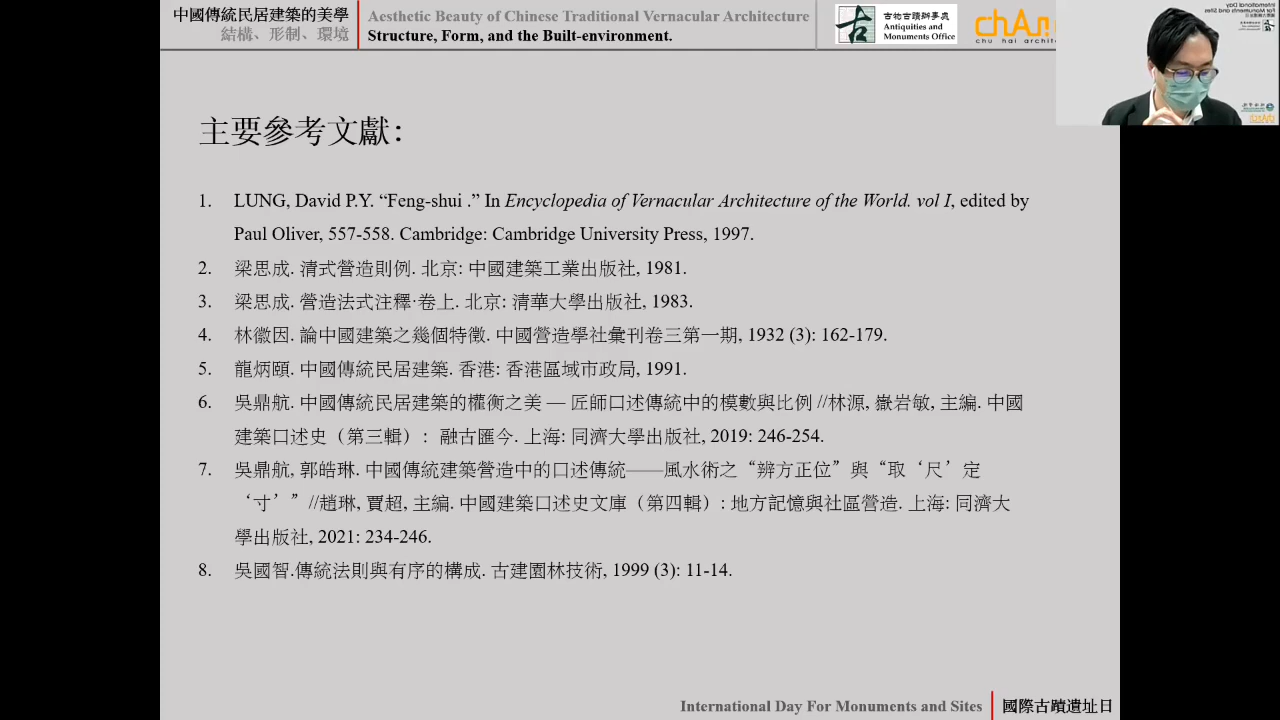 中國傳統民居建築的美學
結構、形制、環境
Aesthetic Beauty of Chinese Traditional Vernacular Architecture
Structure, Form, and the Built-environment.
古物古蹟辦事處
Antiquities and
Monuments Office
chu hai archite
主要參考文獻:
1. LUNG, David P.Y. “Feng-shui .” In Encyclopedia of Vernacular Architecture of the World. vol I, edited by
Paul Oliver, 557-558. Cambridge: Cambridge University Press, 1997.
2. 梁思成. 清式營造則例. 北京: 中國建築工業出版社, 1981.
3. 梁思成. 營造法式注釋·卷上. 北京: 清華大學出版社, 1983.
4. 林徽因. 論中國建築之幾個特徵. 中國營造學社彙刊卷三第一期, 1932 (3): 162-179.
5. 龍炳頤. 中國傳統民居建築. 香港: 香港區域市政局, 1991.
6. 吳鼎航. 中國傳統民居建築的權衡之美 — 匠師口述傳統中的模數與比例 //林源, 嶽岩敏, 主編. 中國
建築口述史（第三輯）: 融古匯今. 上海: 同濟大學出版社, 2019: 246-254.
7. 吳鼎航, 郭皓琳. 中國傳統建築營造中的口述傳統——風水術之“辨方正位”與“取‘尺’定
‘寸’”//趙琳, 賈超, 主編. 中國建築口述史文庫（第四輯）: 地方記憶與社區營造. 上海: 同濟大
學出版社, 2021: 234-246.
8. 吳國智.傳統法則與有序的構成. 古建園林技術, 1999 (3): 11-14.
International Day For Monuments and Sites
國際古蹟遺址日